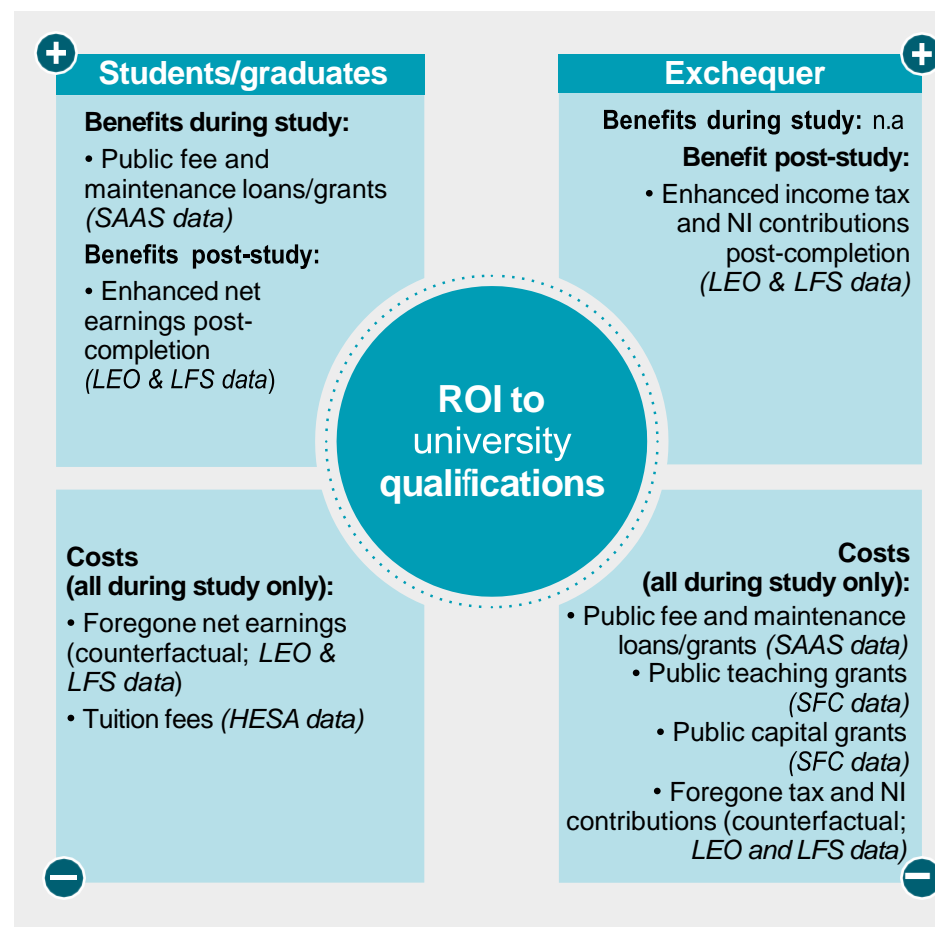 Students/graduates
Benefits during study:
• Public fee and
maintenance loans/grants
(SAAS data)
Benefits post-study:
• Enhanced net
earnings post-
completion
(LEO & LFS data)
Exchequer
Benefits during study: n.a
Benefit post-study:
• Enhanced income tax
and NI contributions
post-completion
(LEO & LFS data)
ROI to
university
qualifications
Costs
(all during study only):
• Foregone net earnings
(counterfactual; LEO &
LFS data)
• Tuition fees (HESA data)
Costs
(all during study only):
• Public fee and maintenance
loans/grants (SAAS data)
• Public teaching grants
(SFC data)
• Public capital grants
(SFC data)
• Foregone tax and NI
contributions (counterfactual;
LEO and LFS data)